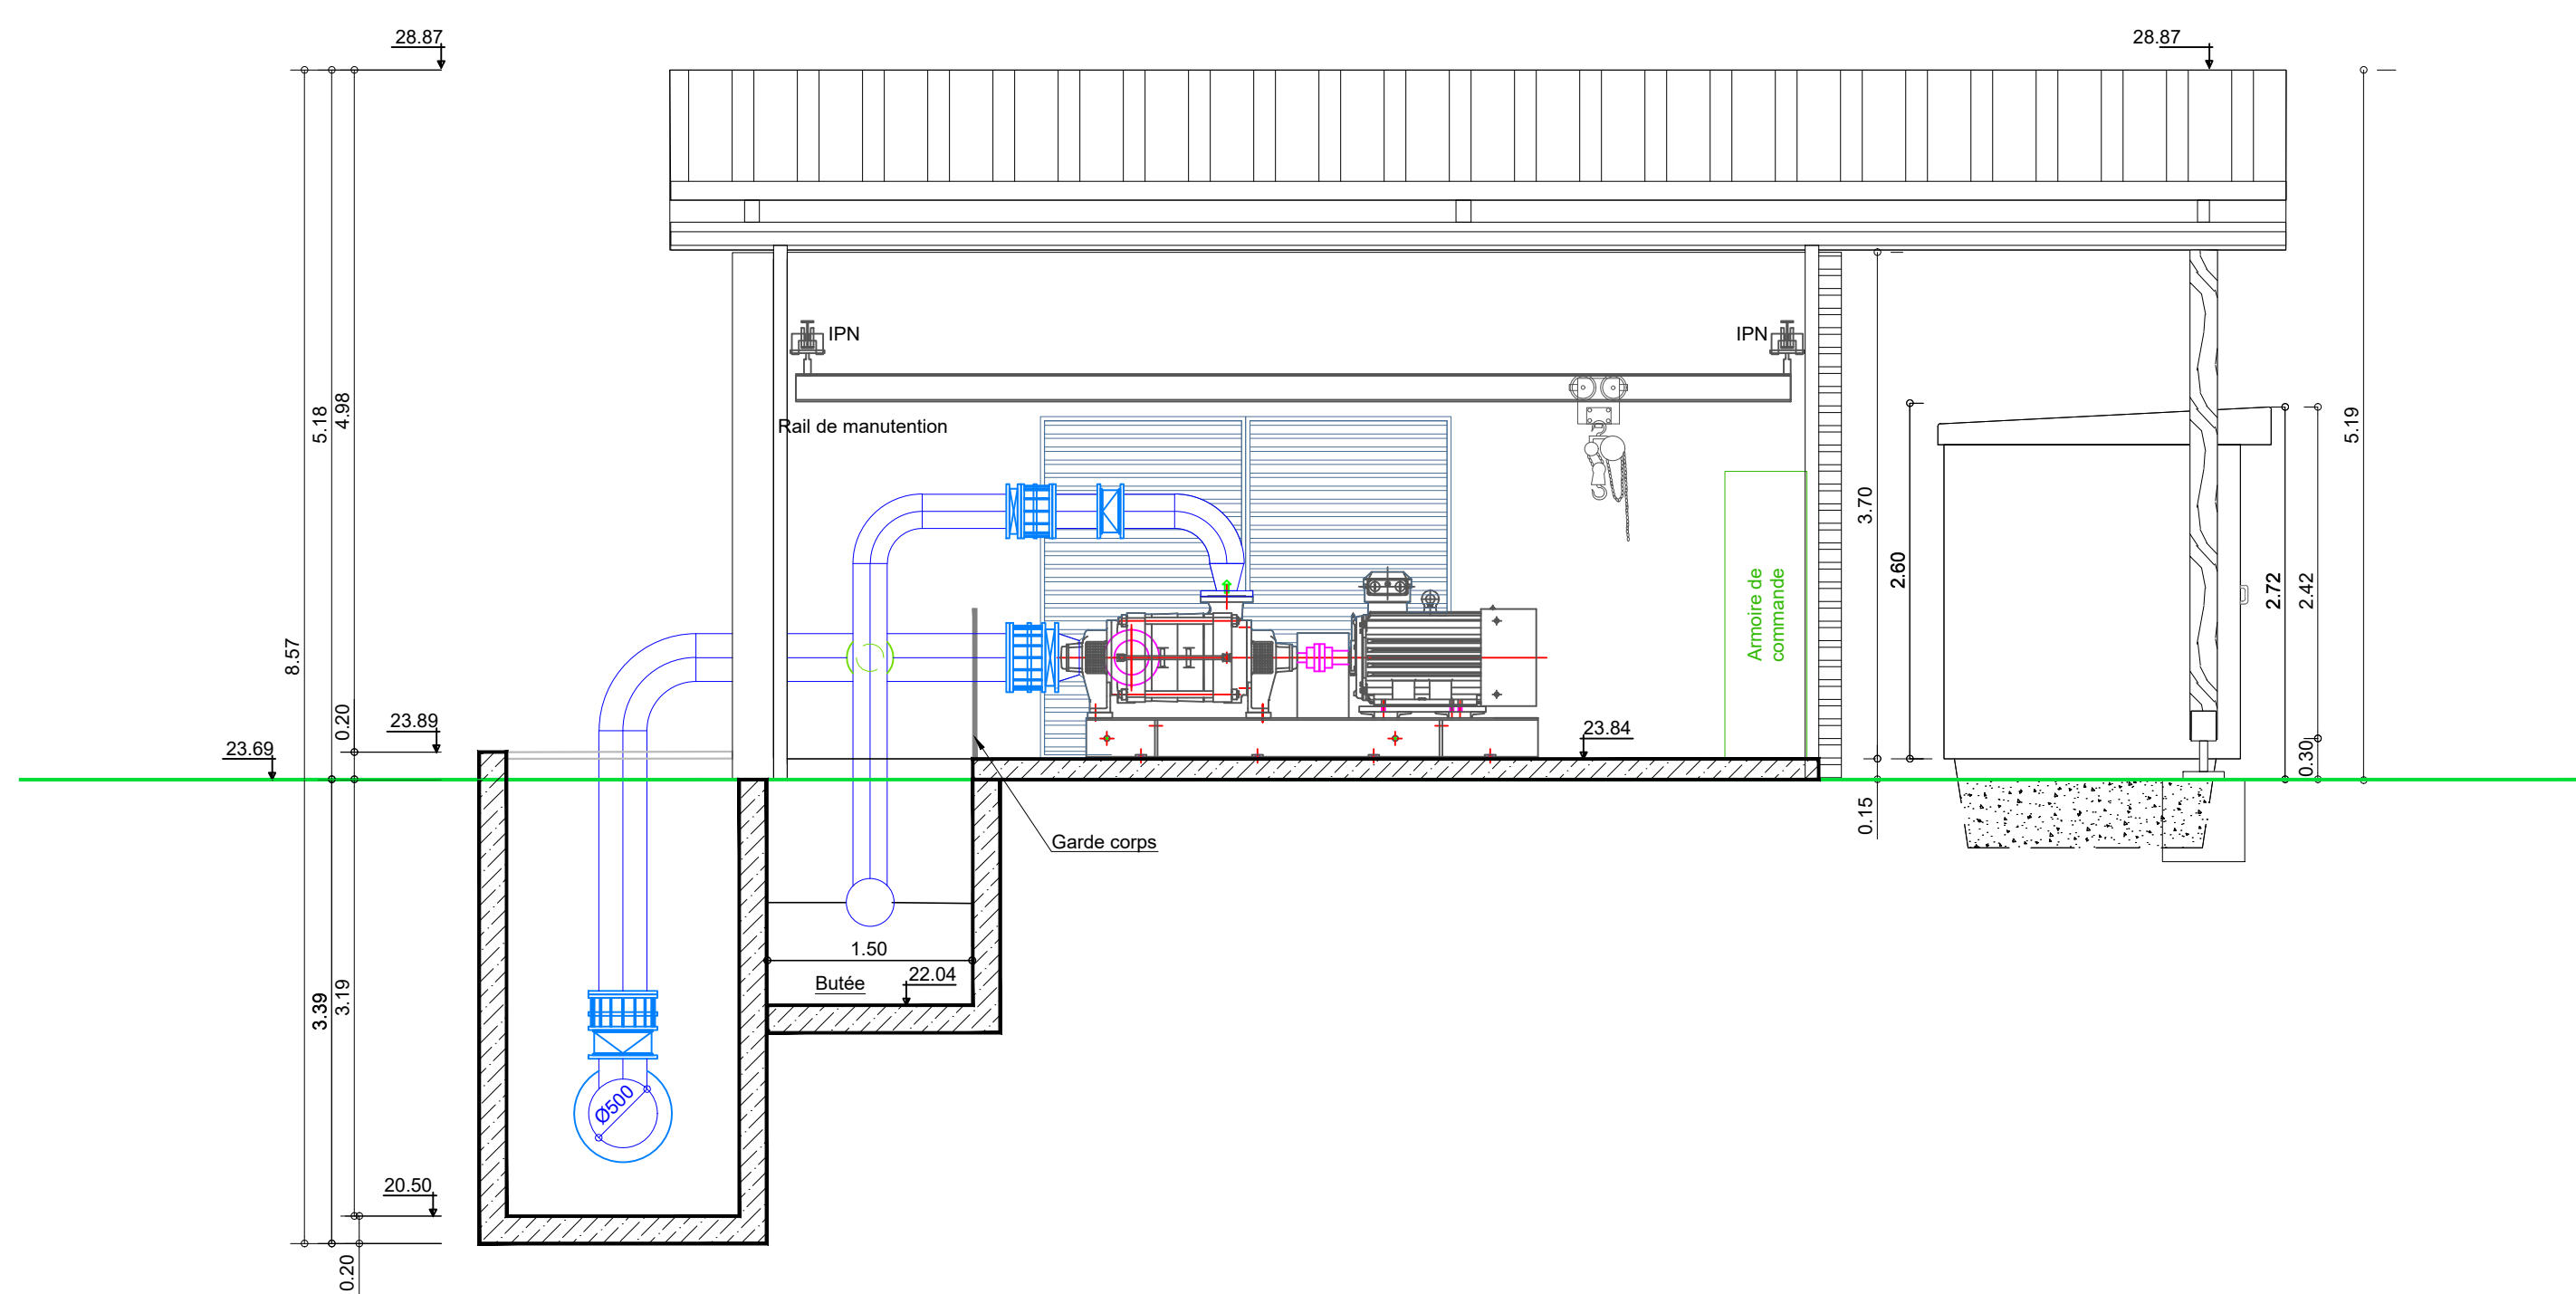 28.87
28.87
IPN
IPN
Rail de manutention
5.18
4.98
5.19
3.70
2.60
Armoire de
commande
2.72
2.42
8.57
0.20
23.89
23.69
23.84
0.30
0.15
Garde corps
1.50
22.04
Butée
3.39
3.19
Ø500
20.50
0.20